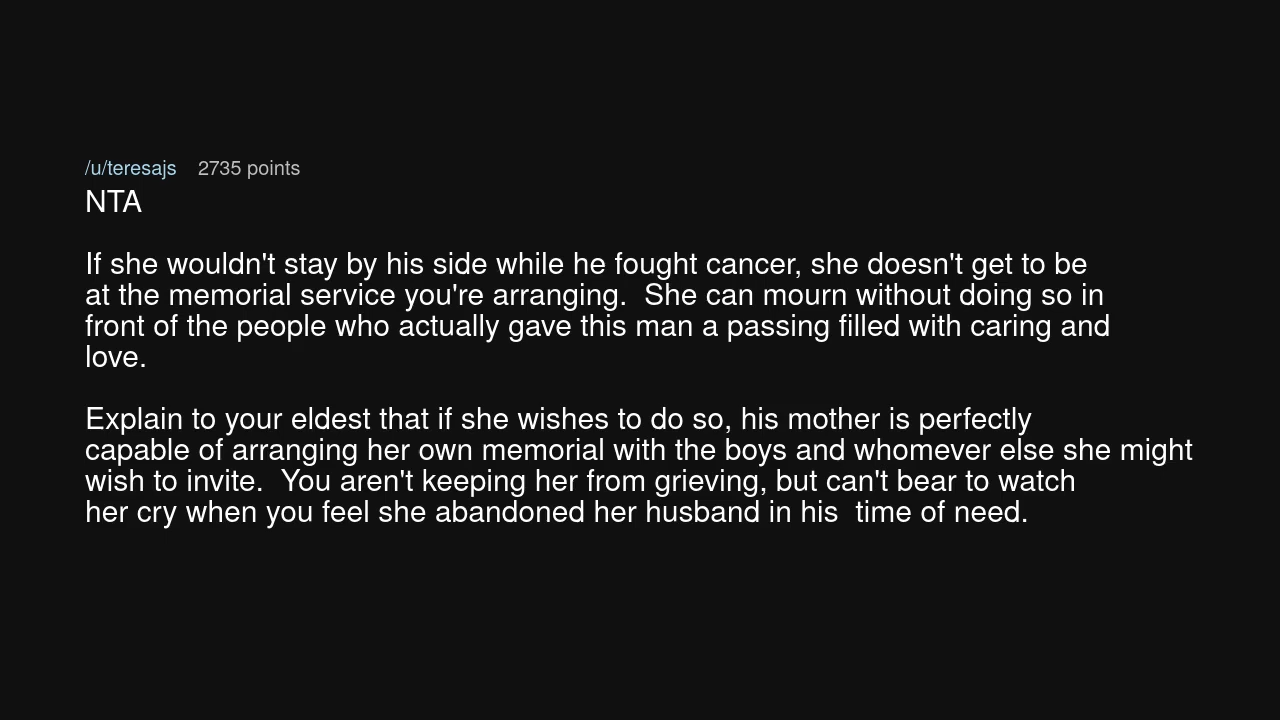 /u/teresajs 2735 points
NTA
If she wouldn't stay by his side while he fought cancer, she doesn't get to be
at the memorial service you're arranging.  She can mourn without doing so in
front of the people who actually gave this man a passing filled with caring and
love.
Explain to your eldest that if she wishes to do so, his mother is perfectly
capable of arranging her own memorial with the boys and whomever else she might
wish to invite.  You aren't keeping her from grieving, but can't bear to watch
her cry when you feel she abandoned her husband in his  time of need.